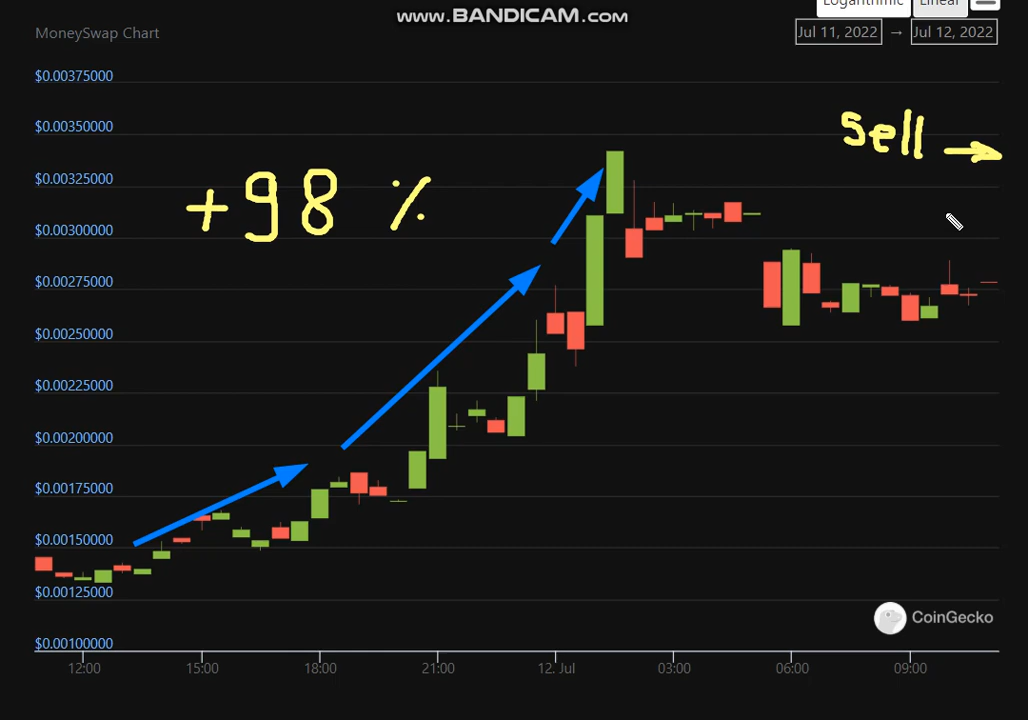 www.BANDICAM.com
Logarithmic Linear
MoneySwap Chart
Jul 11, 2022 → Jul 12, 2022
$0.00375000
$0.00350000
sell
$0.00325000
+98 %
$0.00300000
$0.00275000
$0.00250000
$0.00225000
$0.00200000
$0.00175000
$0.00150000
$0.00125000
CoinGecko
$0.00100000
12:00 15:00 18:00 21:00 12. Jul 03:00 06:00 09:00